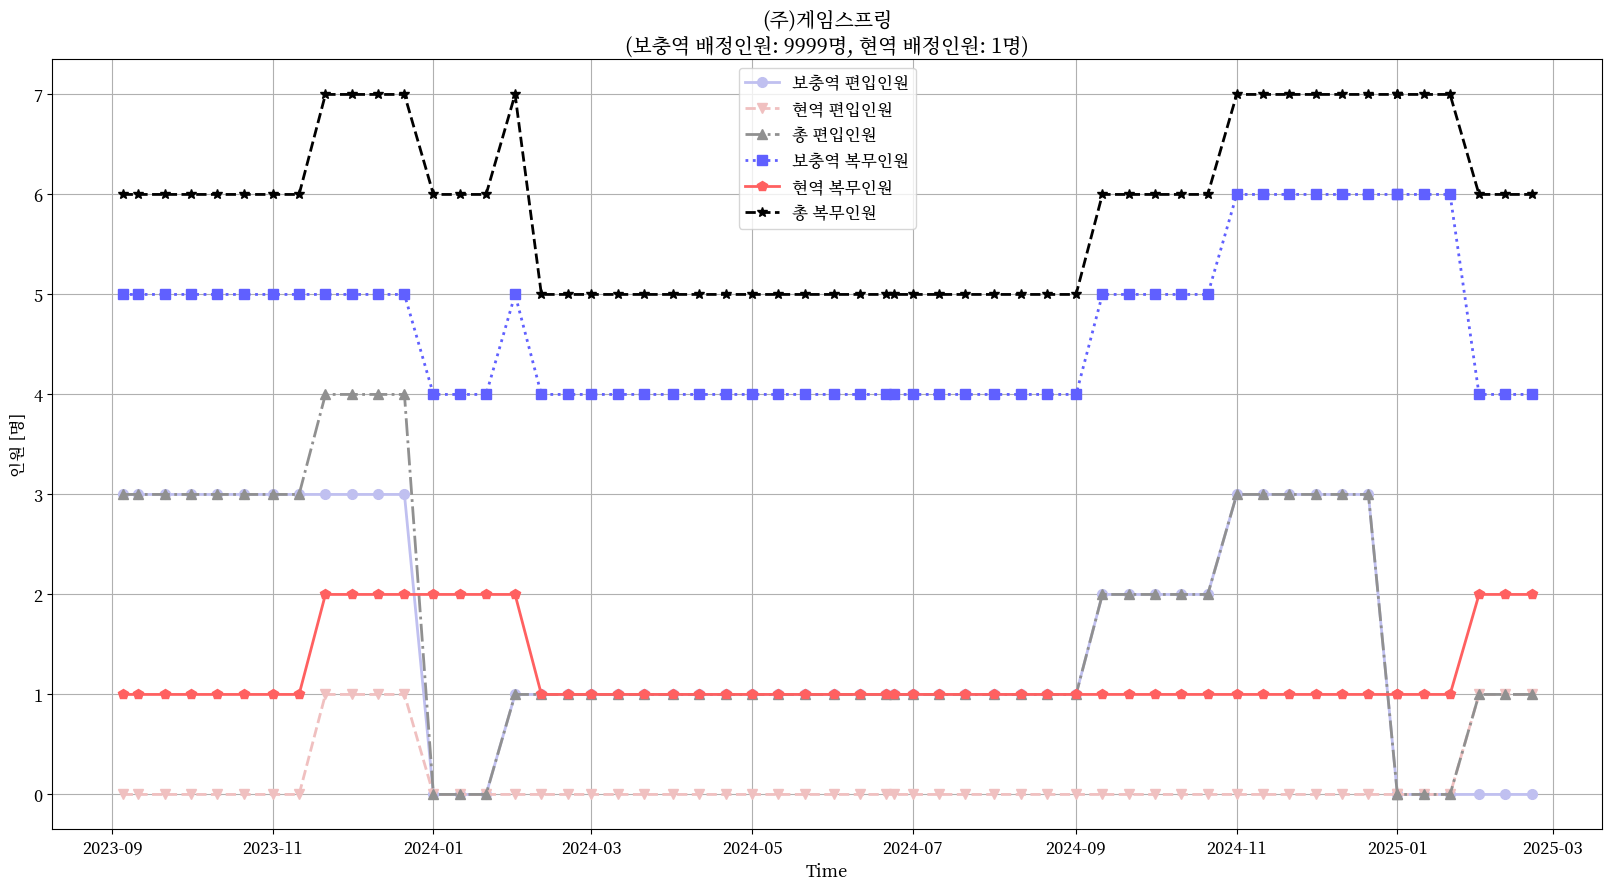 (주)게임스프링
(보충역 배정인원: 9999명, 현역 배정인원: 1명)
보충역 편입인원
현역 편입인원
총 편입인원
보충역 복무인원
현역 복무인원
총 복무인원
인원 [명]
7
6
5
4
3
2
1
0
2023-09 2023-11 2024-01 2024-03 2024-05 2024-07 2024-09 2024-11 2025-01 2025-03
Time